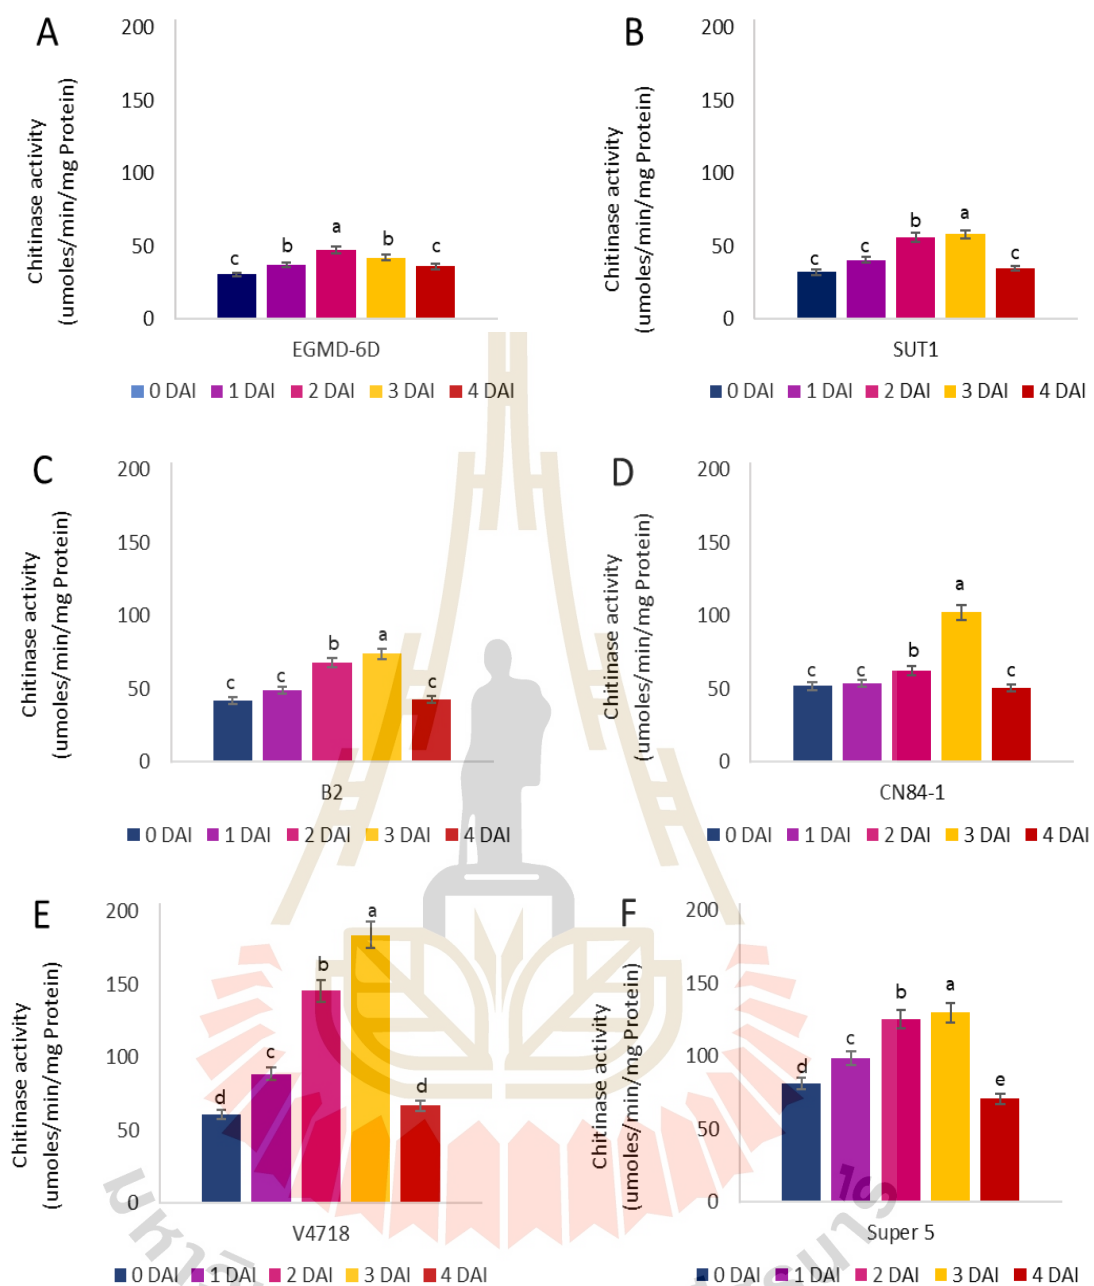 A
200
150
100
50
0
Chitinase activity
(umoles/min/mg Protein)
c b a b c
EGMD-6D
0 DAI 1 DAI 2 DAI 3 DAI 4 DAI
B
200
150
100
50
0
Chitinase activity
(umoles/min/mg Protein)
c c b a c
SUT1
0 DAI 1 DAI 2 DAI 3 DAI 4 DAI
C
200
150
100
50
0
Chitinase activity
(umoles/min/mg Protein)
c c b a c
B2
0 DAI 1 DAI 2 DAI 3 DAI 4 DAI
D
200
150
100
50
0
Chitinase activity
(umoles/min/mg Protein)
c c b a c
CN84-1
0 DAI 1 DAI 2 DAI 3 DAI 4 DAI
E
200
150
100
50
0
Chitinase activity
(umoles/min/mg Protein)
d c b a d
V4718
0 DAI 1 DAI 2 DAI 3 DAI 4 DAI
F
200
150
100
50
0
Chitinase activity
(umoles/min/mg Protein)
d c b a e
Super 5
0 DAI 1 DAI 2 DAI 3 DAI 4 DAI